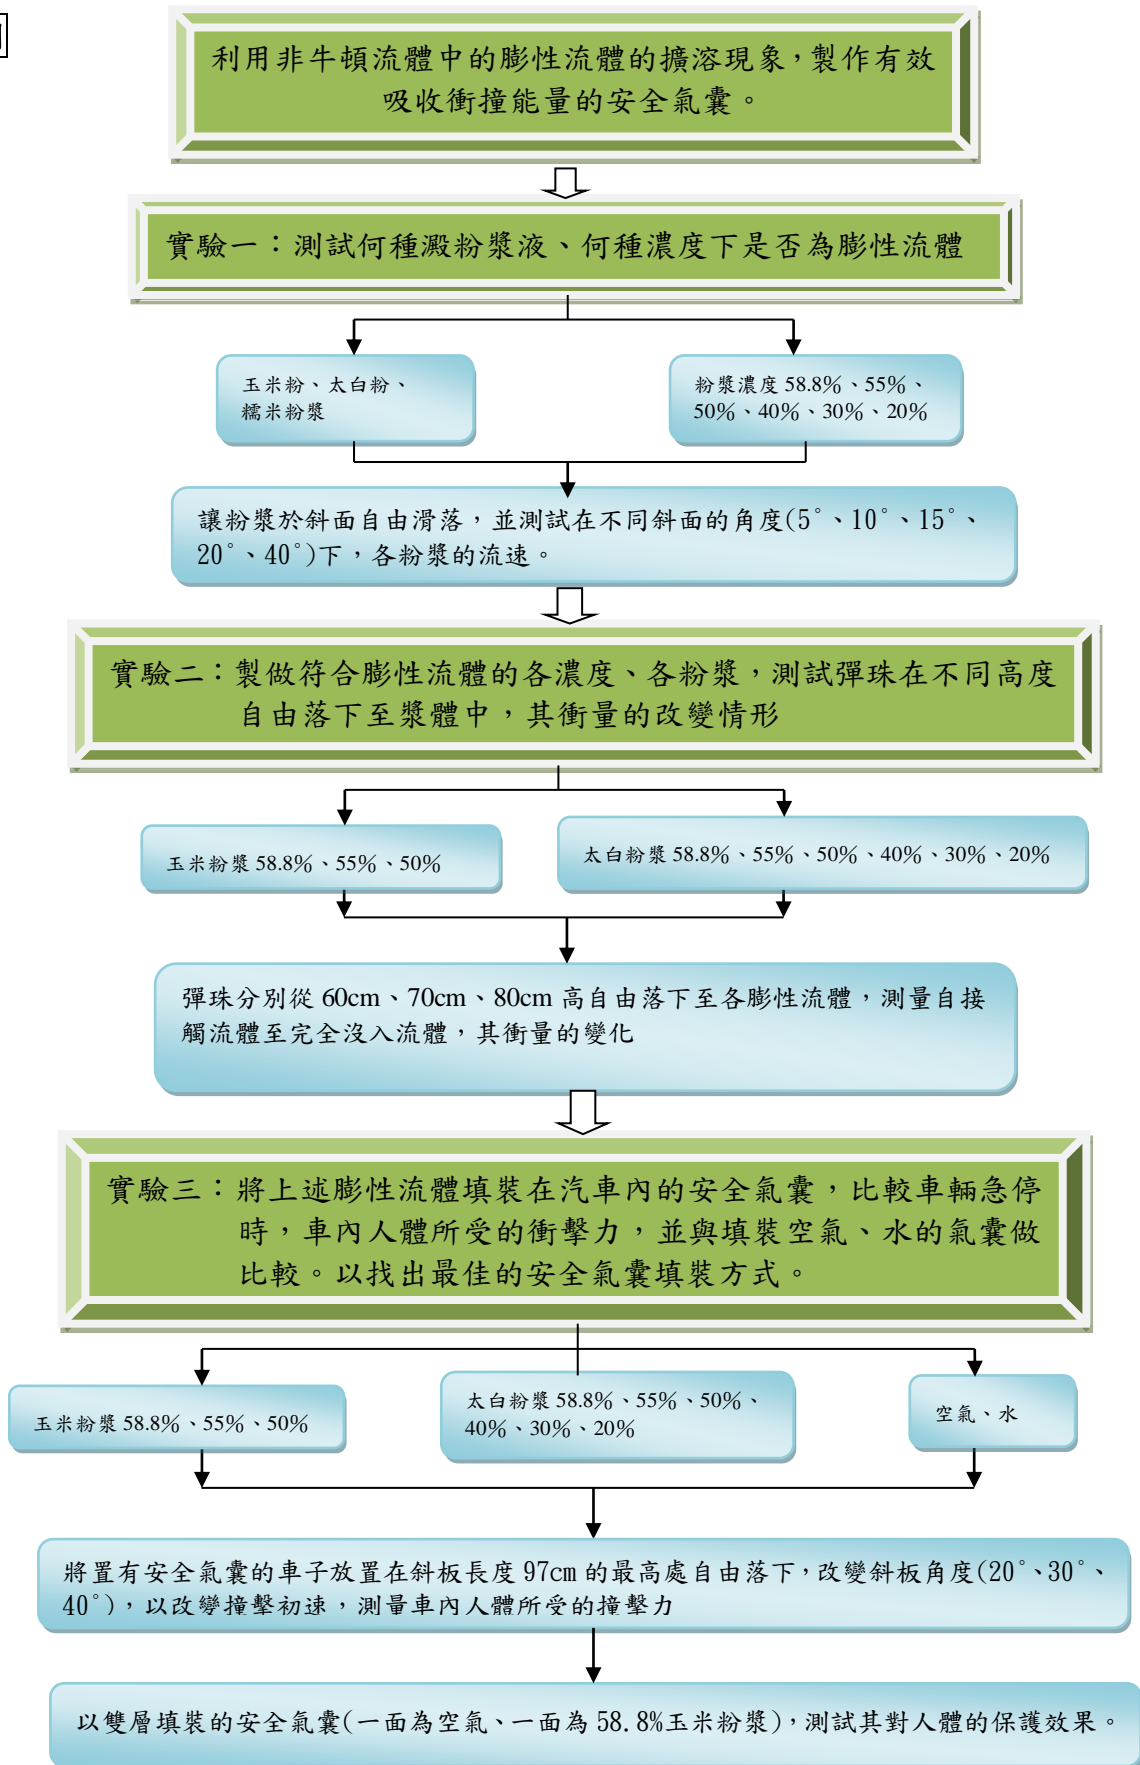 利用非牛頓流體中的膨性流體的擴溶現象，製作有效
吸收衝撞能量的安全氣囊。
實驗一：測試何種澱粉漿液、何種濃度下是否為膨性流體
玉米粉、太白粉、
糯米粉漿
粉漿濃度 58.8%、55%、
50%、40%、30%、20%
讓粉漿於斜面自由滑落，並測試在不同斜面的角度(5°、10°、15°、
20°、40°)下，各粉漿的流速。
實驗二：製做符合膨性流體的各濃度、各粉漿，測試彈珠在不同高度
自由落下至漿體中，其衝量的改變情形
玉米粉漿 58.8%、55%、50%
太白粉漿 58.8%、55%、50%、40%、30%、20%
彈珠分別從 60cm、70cm、80cm 高自由落下至各膨性流體，測量自接
觸流體至完全沒入流體，其衝量的變化
實驗三：將上述膨性流體填裝在汽車內的安全氣囊，比較車輛急停
時，車內人體所受的衝擊力，並與填裝空氣、水的氣囊做
比較。以找出最佳的安全氣囊填裝方式。
玉米粉漿 58.8%、55%、50%
太白粉漿 58.8%、55%、50%、
40%、30%、20%
空氣、水
將置有安全氣囊的車子放置在斜板長度 97cm 的最高處自由落下，改變斜板角度(20°、30°、
40°)，以改變撞擊初速，測量車內人體所受的撞擊力
以雙層填裝的安全氣囊(一面為空氣、一面為 58.8%玉米粉漿)，測試其對人體的保護效果。